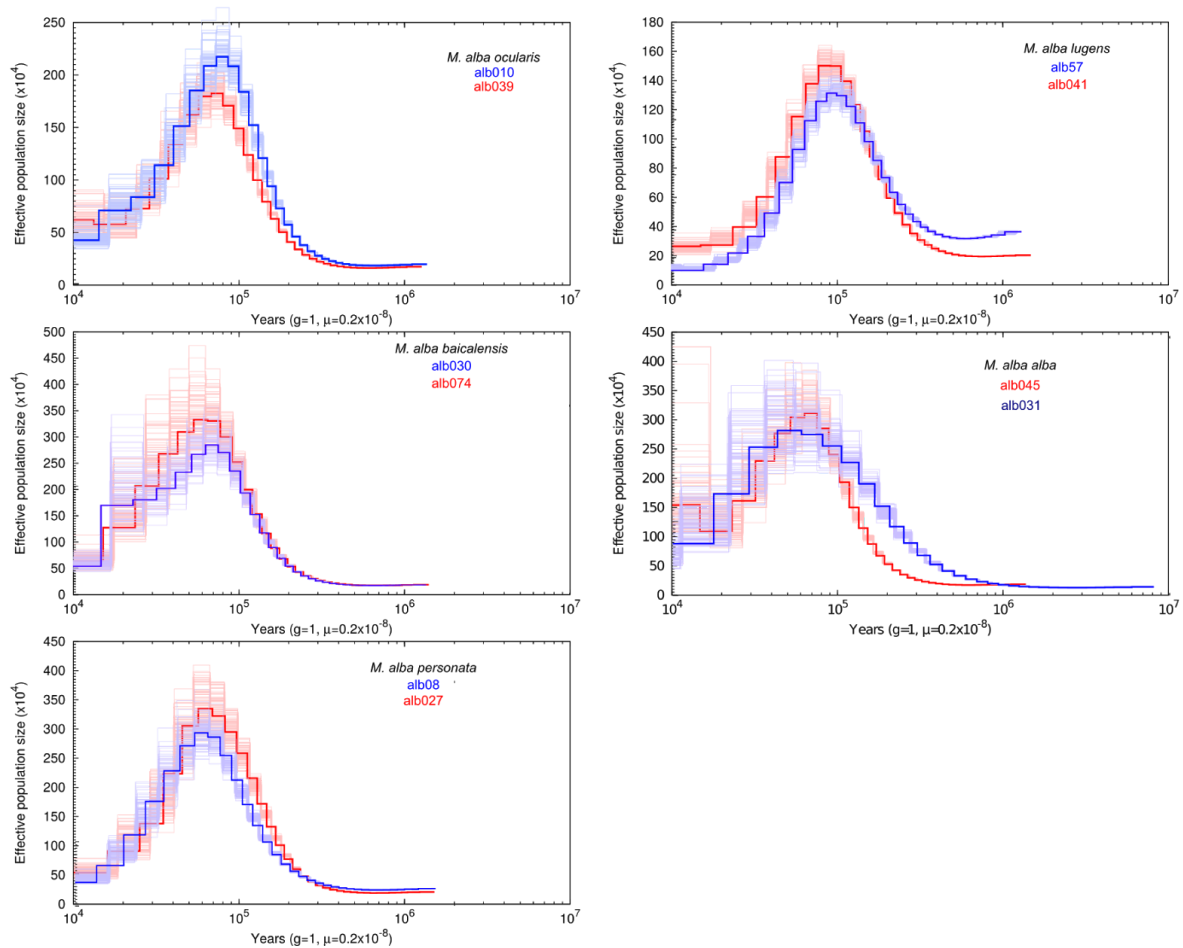 Effective population size (x10⁴)
250
200
150
100
50
0
M. alba ocularis
alb010
alb039
10⁴ 10⁵ 10⁶ 10⁷
Years (g=1, μ=0.2x10⁻⁸)
Effective population size (x10⁴)
180
160
140
120
100
80
60
40
20
0
M. alba lugens
alb57
alb041
10⁴ 10⁵ 10⁶ 10⁷
Years (g=1, μ=0.2x10⁻⁸)
Effective population size (x10⁴)
500
450
400
350
300
250
200
150
100
50
0
M. alba baicalensis
alb030
alb074
10⁴ 10⁵ 10⁶ 10⁷
Years (g=1, μ=0.2x10⁻⁸)
Effective population size (x10⁴)
450
400
350
300
250
200
150
100
50
0
M. alba alba
alb045
alb031
10⁴ 10⁵ 10⁶ 10⁷
Years (g=1, μ=0.2x10⁻⁸)
Effective population size (x10⁴)
450
400
350
300
250
200
150
100
50
0
M. alba personata
alb08
alb027
10⁴ 10⁵ 10⁶ 10⁷
Years (g=1, μ=0.2x10⁻⁸)